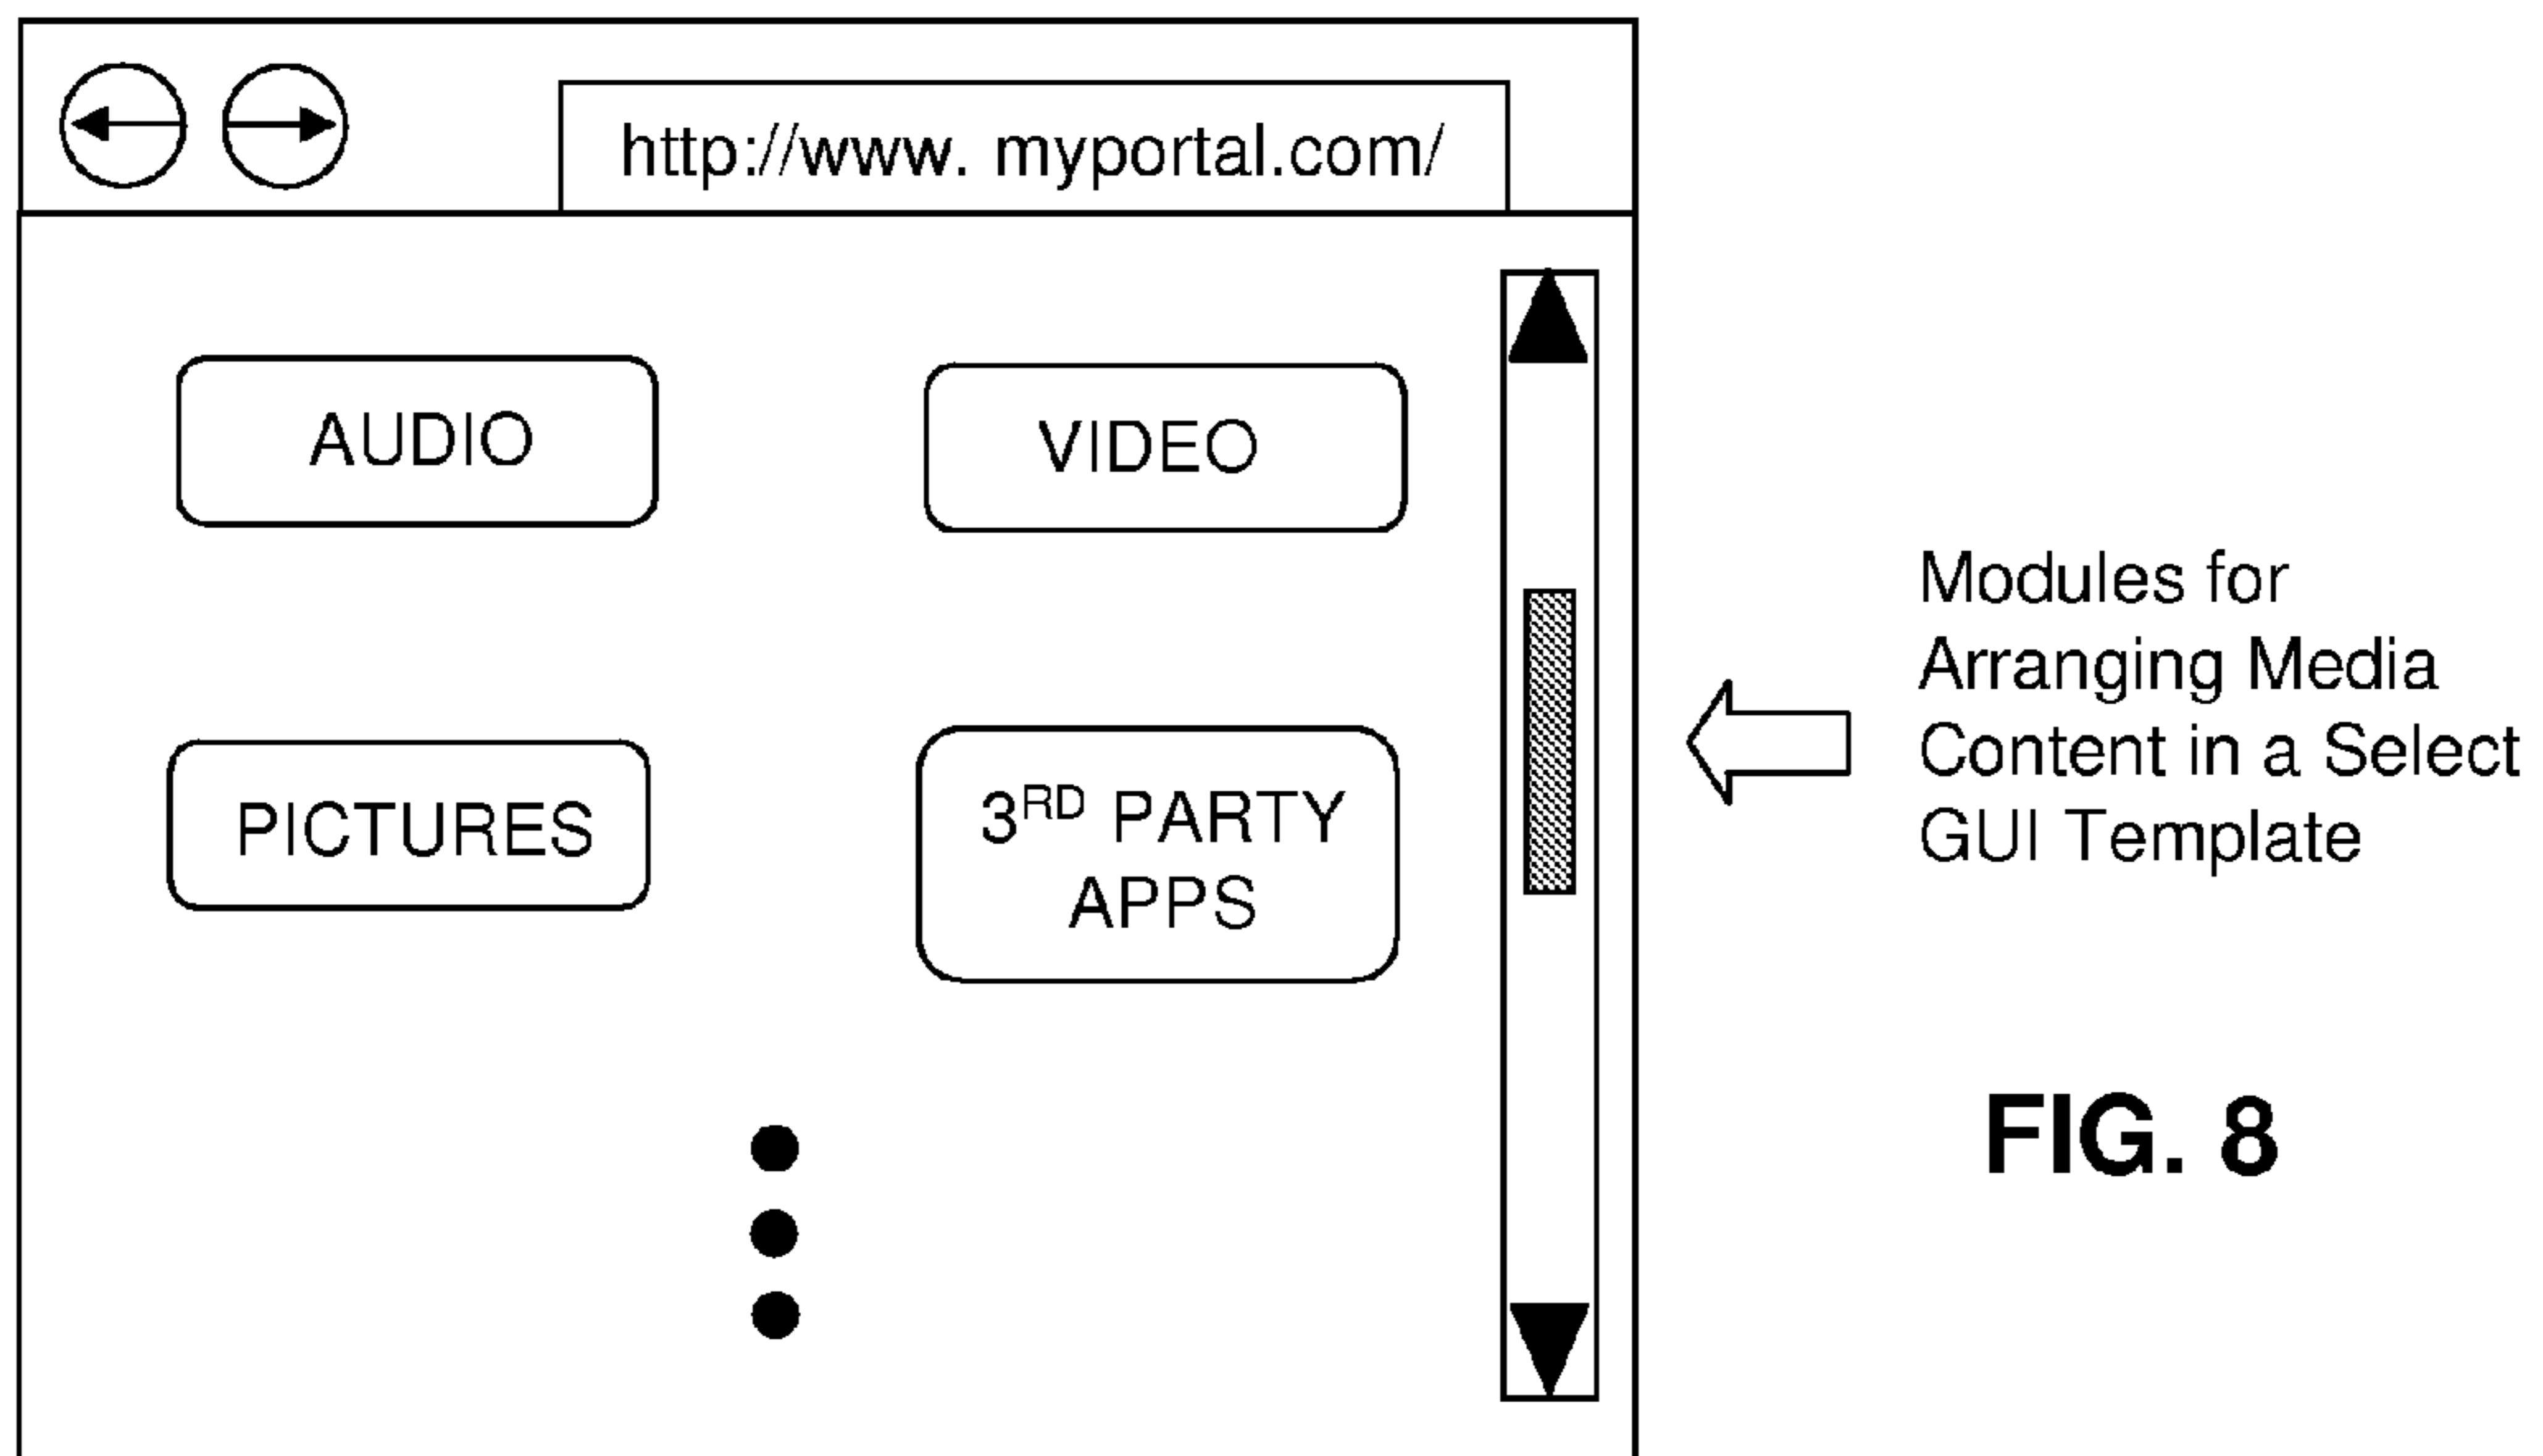 http://www. myportal.com/
AUDIO
VIDEO
PICTURES
3RD PARTY
APPS
Modules for
Arranging Media
Content in a Select
GUI Template
FIG. 8